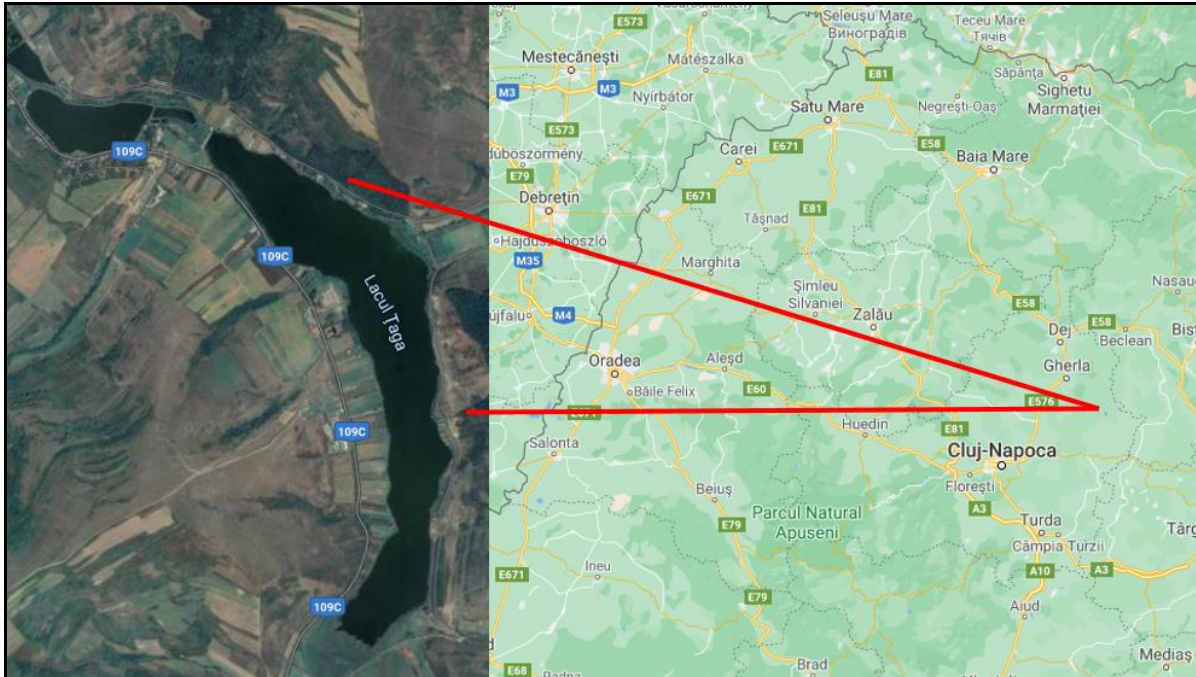 109C
109C
109C
109C
Lacul Țaga
E573
Mestecănești
M3
M3
Mátészalka
Nyírbátor
E573
E79
Debrețin
Hajdúszoboszló
M35
M4
Seleușu Mare
Виноградів
E81
Teceu Mare
Тячів
Săpânța
Sighetu
Marmației
Negrești-Oaș
Satu Mare
Carei
E671
E58
Baia Mare
Tășnad
E81
Marghita
Șimleu
Silvaniei
Zalău
E58
Dej
E58
Beclean
Gherla
E576
Oradea
Aleșd
Băile Felix
E60
E671
Salonta
Huedin
E81
Cluj-Napoca
Florești
A3
Beiuș
E79
Parcul Natural
Apuseni
Turda
Câmpia Turzii
A10
A3
Ineu
E671
E79
Aiud
Brad
Mediaș
E68